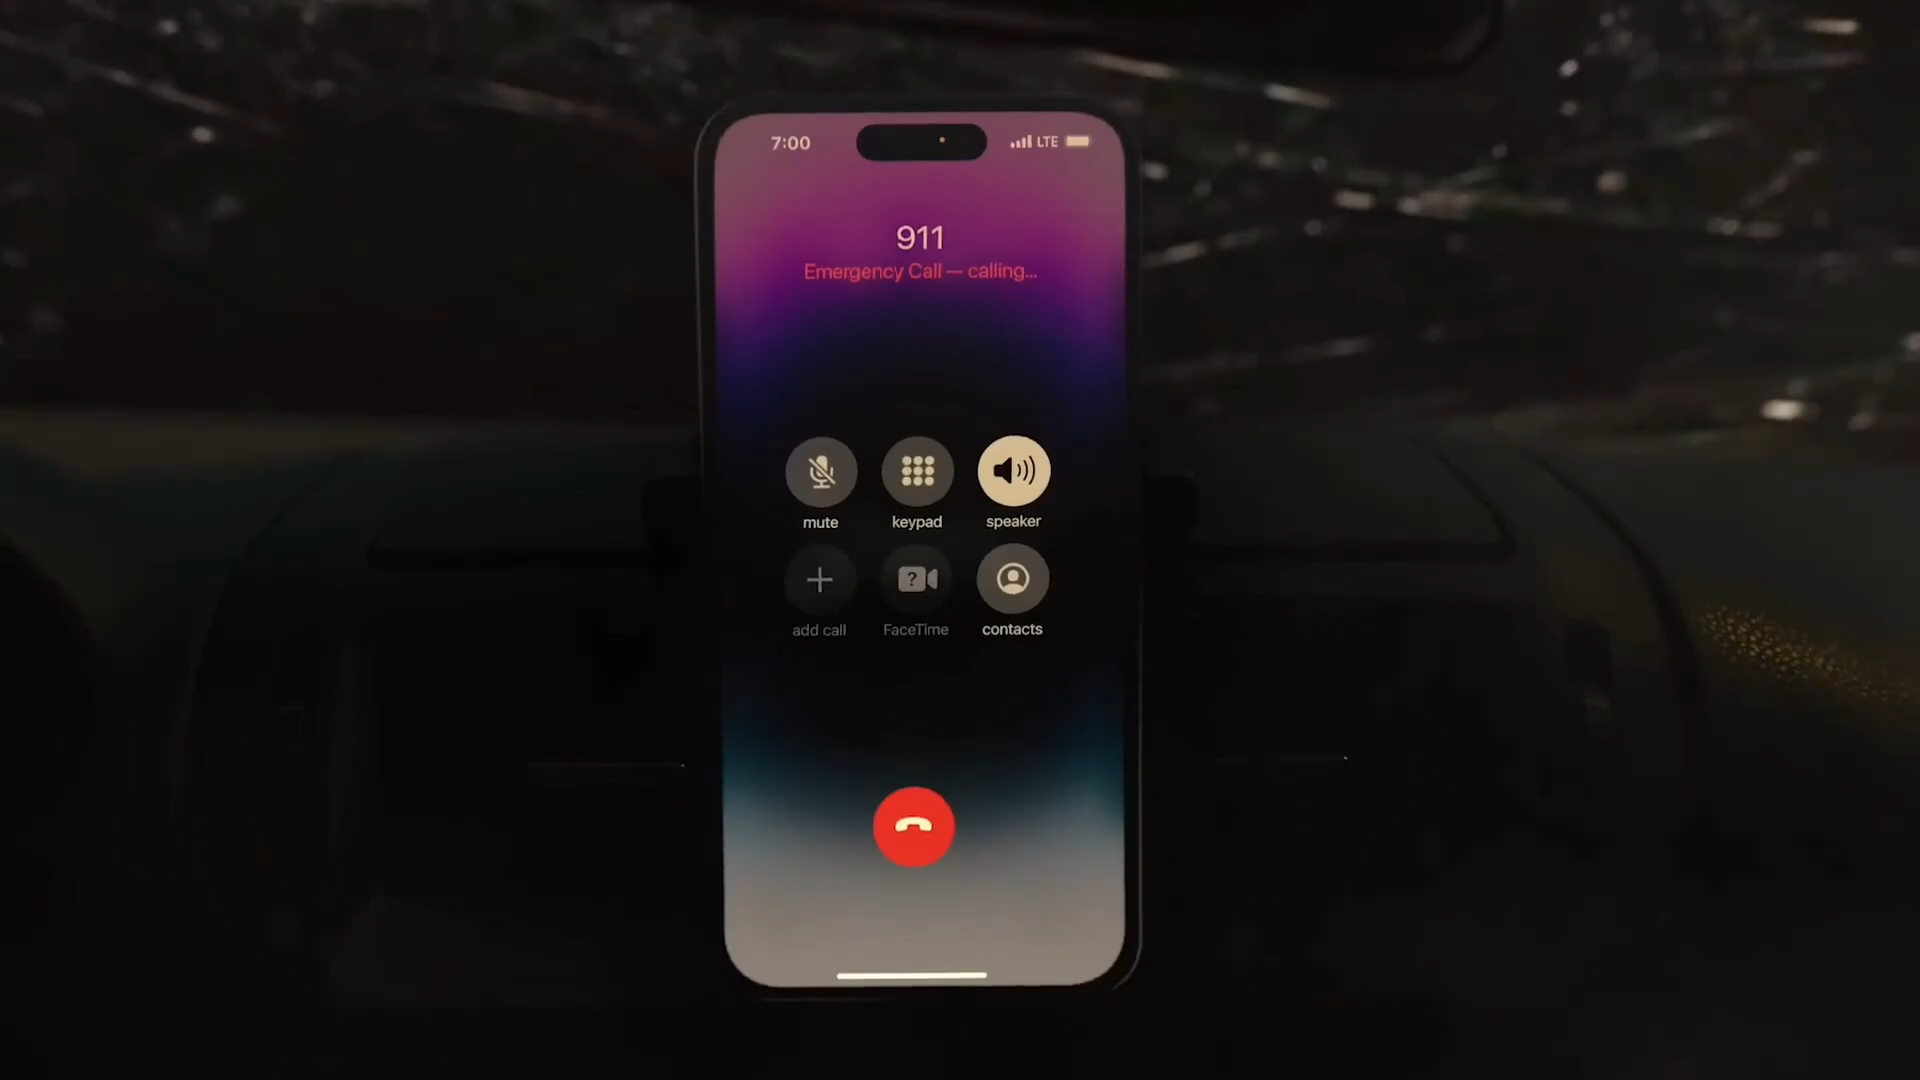 7:00 LTE
911
Emergency Call — calling...
mute keypad speaker
?
add call FaceTime contacts